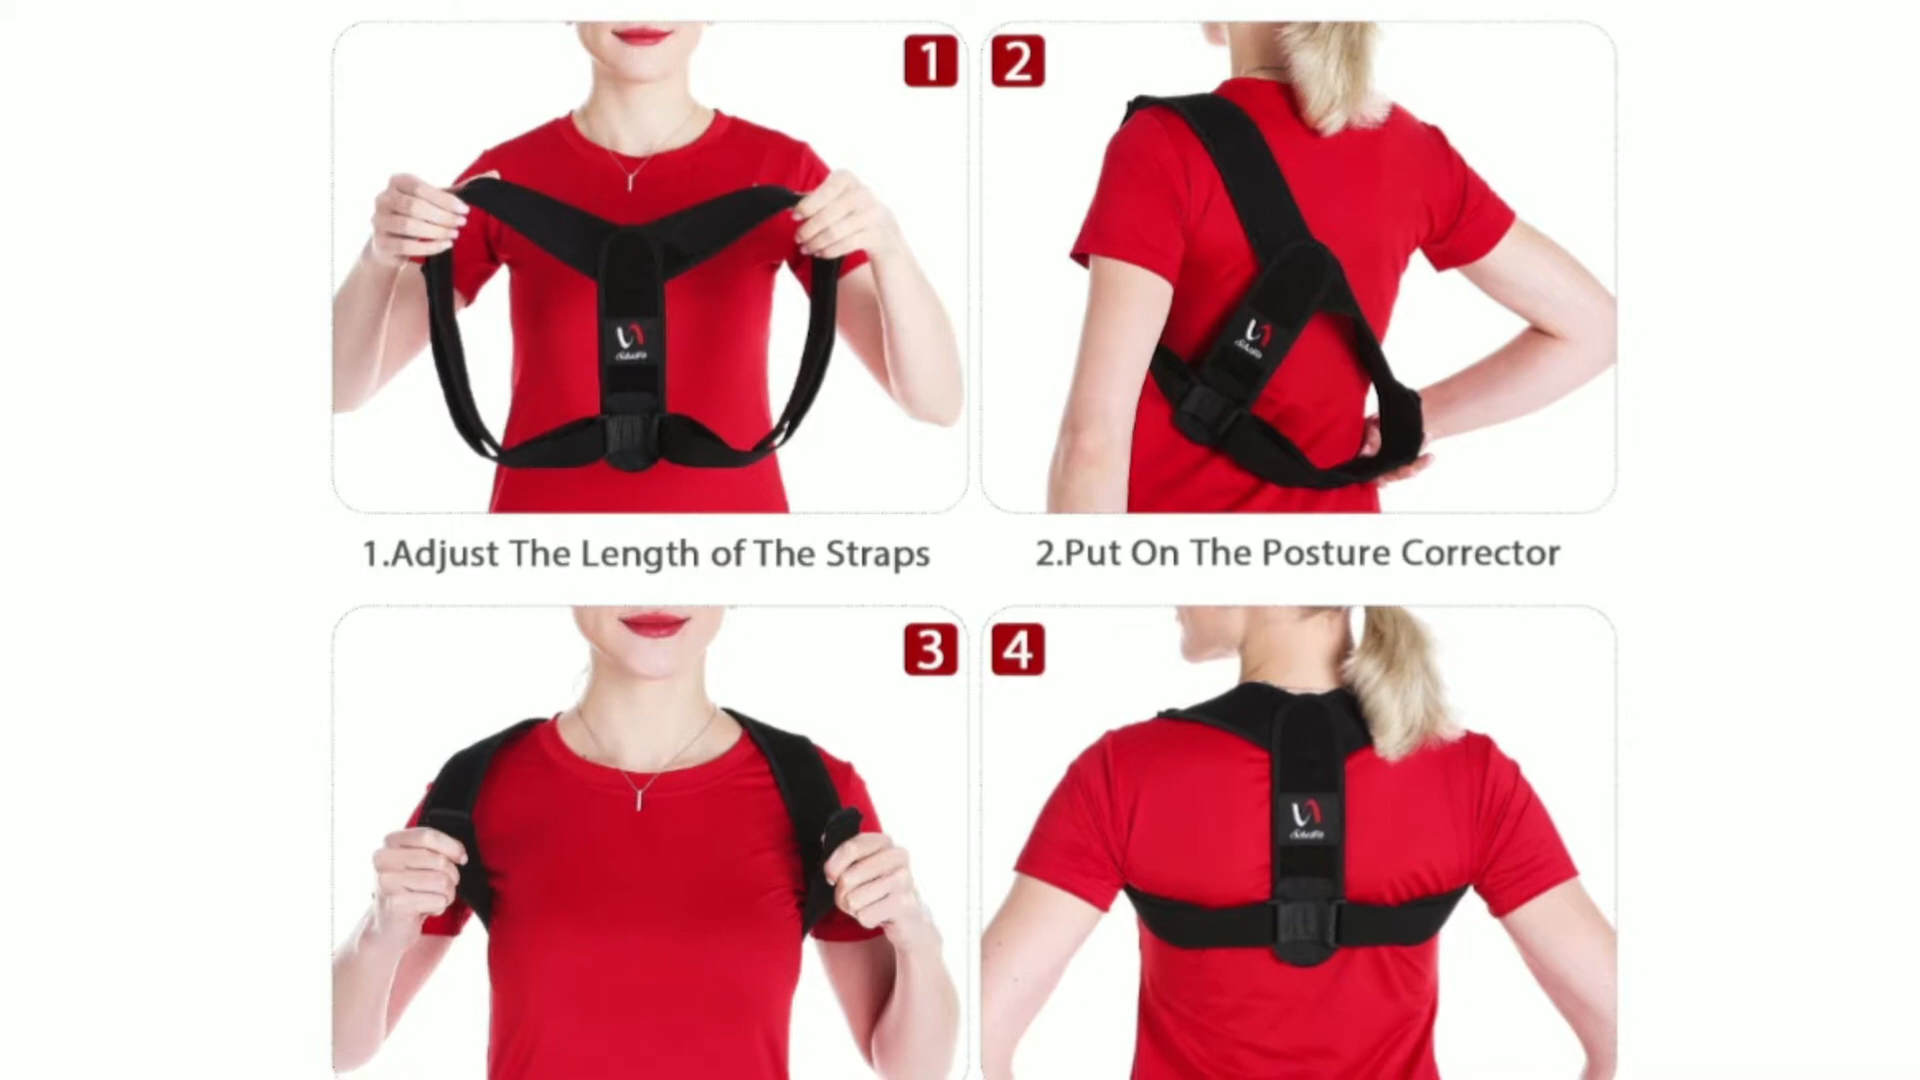 1
2
1.Adjust The Length of The Straps
2.Put On The Posture Corrector
3
4